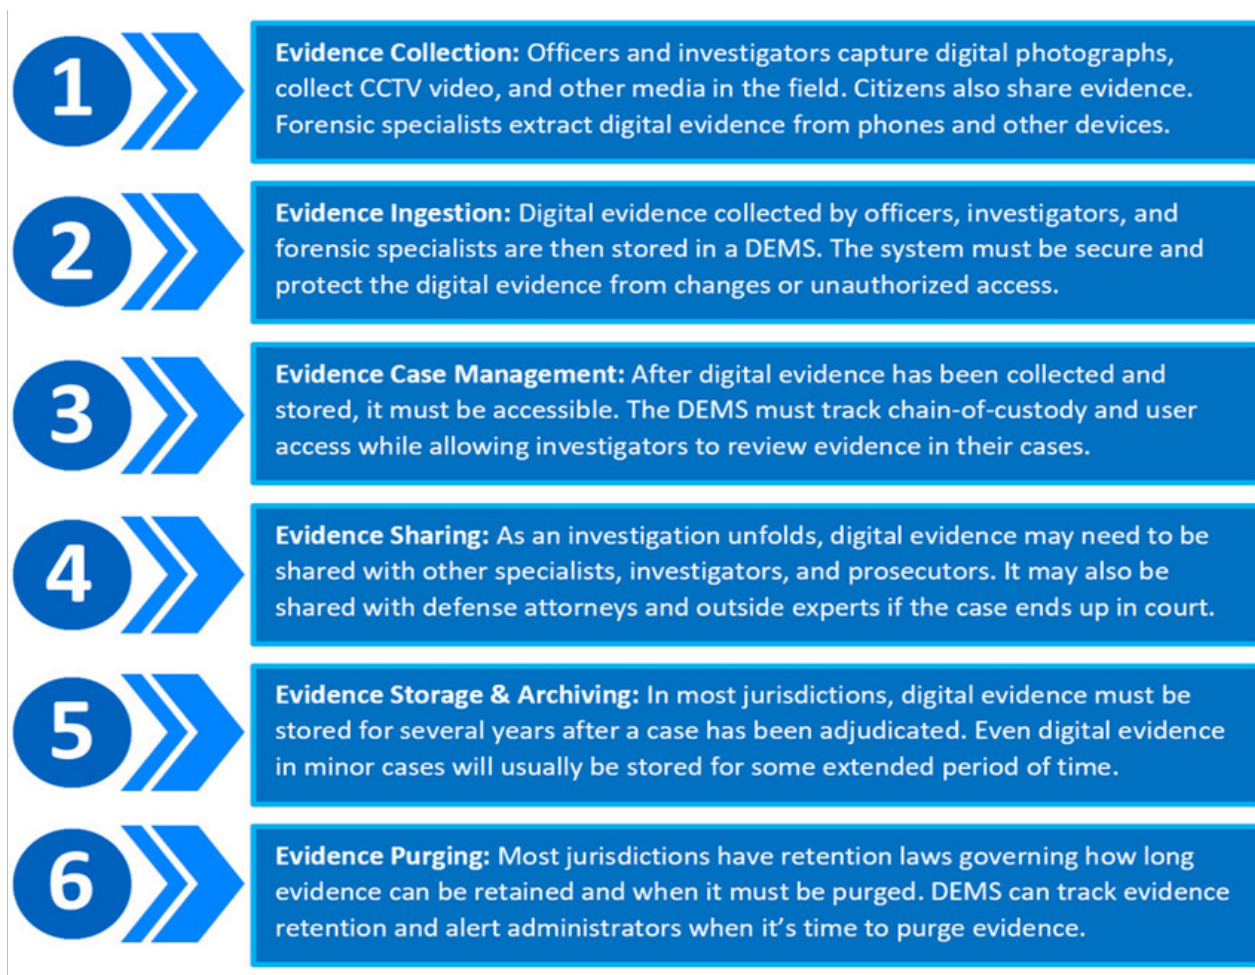 1
Evidence Collection: Officers and investigators capture digital photographs,
collect CCTV video, and other media in the field. Citizens also share evidence.
Forensic specialists extract digital evidence from phones and other devices.
2
Evidence Ingestion: Digital evidence collected by officers, investigators, and
forensic specialists are then stored in a DEMS. The system must be secure and
protect the digital evidence from changes or unauthorized access.
3
Evidence Case Management: After digital evidence has been collected and
stored, it must be accessible. The DEMS must track chain-of-custody and user
access while allowing investigators to review evidence in their cases.
4
Evidence Sharing: As an investigation unfolds, digital evidence may need to be
shared with other specialists, investigators, and prosecutors. It may also be
shared with defense attorneys and outside experts if the case ends up in court.
5
Evidence Storage & Archiving: In most jurisdictions, digital evidence must be
stored for several years after a case has been adjudicated. Even digital evidence
in minor cases will usually be stored for some extended period of time.
6
Evidence Purging: Most jurisdictions have retention laws governing how long
evidence can be retained and when it must be purged. DEMS can track evidence
retention and alert administrators when it’s time to purge evidence.